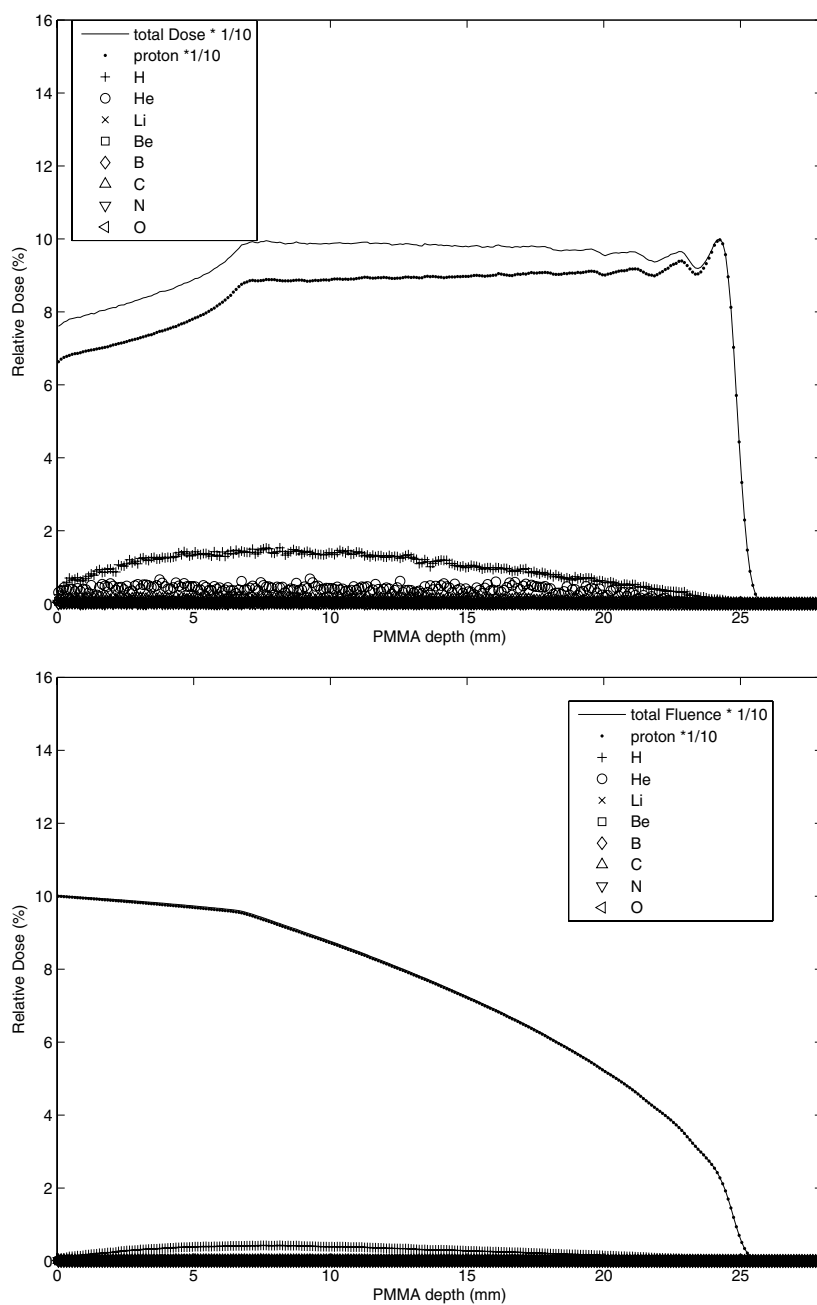 total Dose * 1/10
proton *1/10
H
He
Li
Be
B
C
N
O
16
14
12
10
8
6
4
2
0
Relative Dose (%)
0 5 10 15 20 25
PMMA depth (mm)
total Fluence * 1/10
proton *1/10
H
He
Li
Be
B
C
N
O
16
14
12
10
8
6
4
2
0
Relative Dose (%)
0 5 10 15 20 25
PMMA depth (mm)